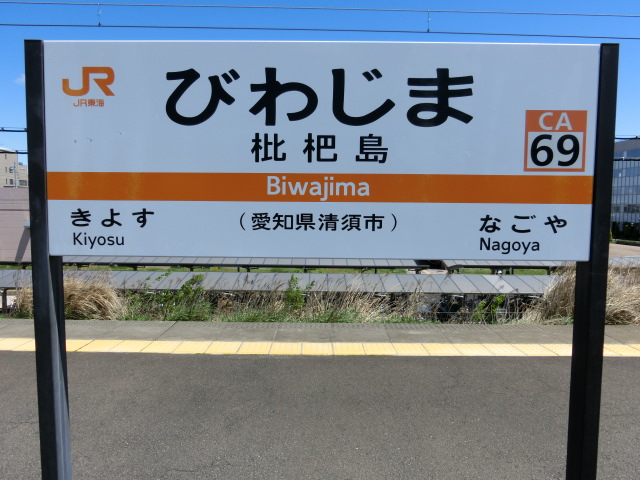 JR
JR東海
びわじま
枇杷島
CA
69
Biwajima
きよす
Kiyosu
（愛知県清須市）
なごや
Nagoya